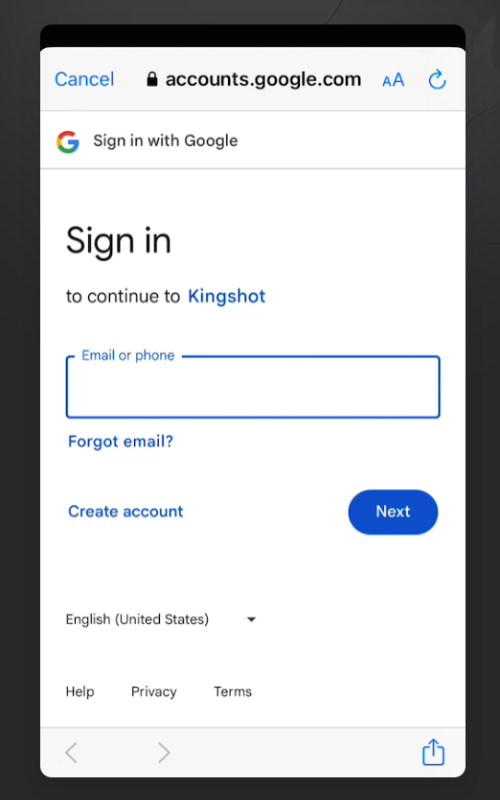 Cancel accounts.google.com AA
Sign in with Google
Sign in
to continue to Kingshot
Email or phone
Forgot email?
Create account Next
English (United States)
Help Privacy Terms